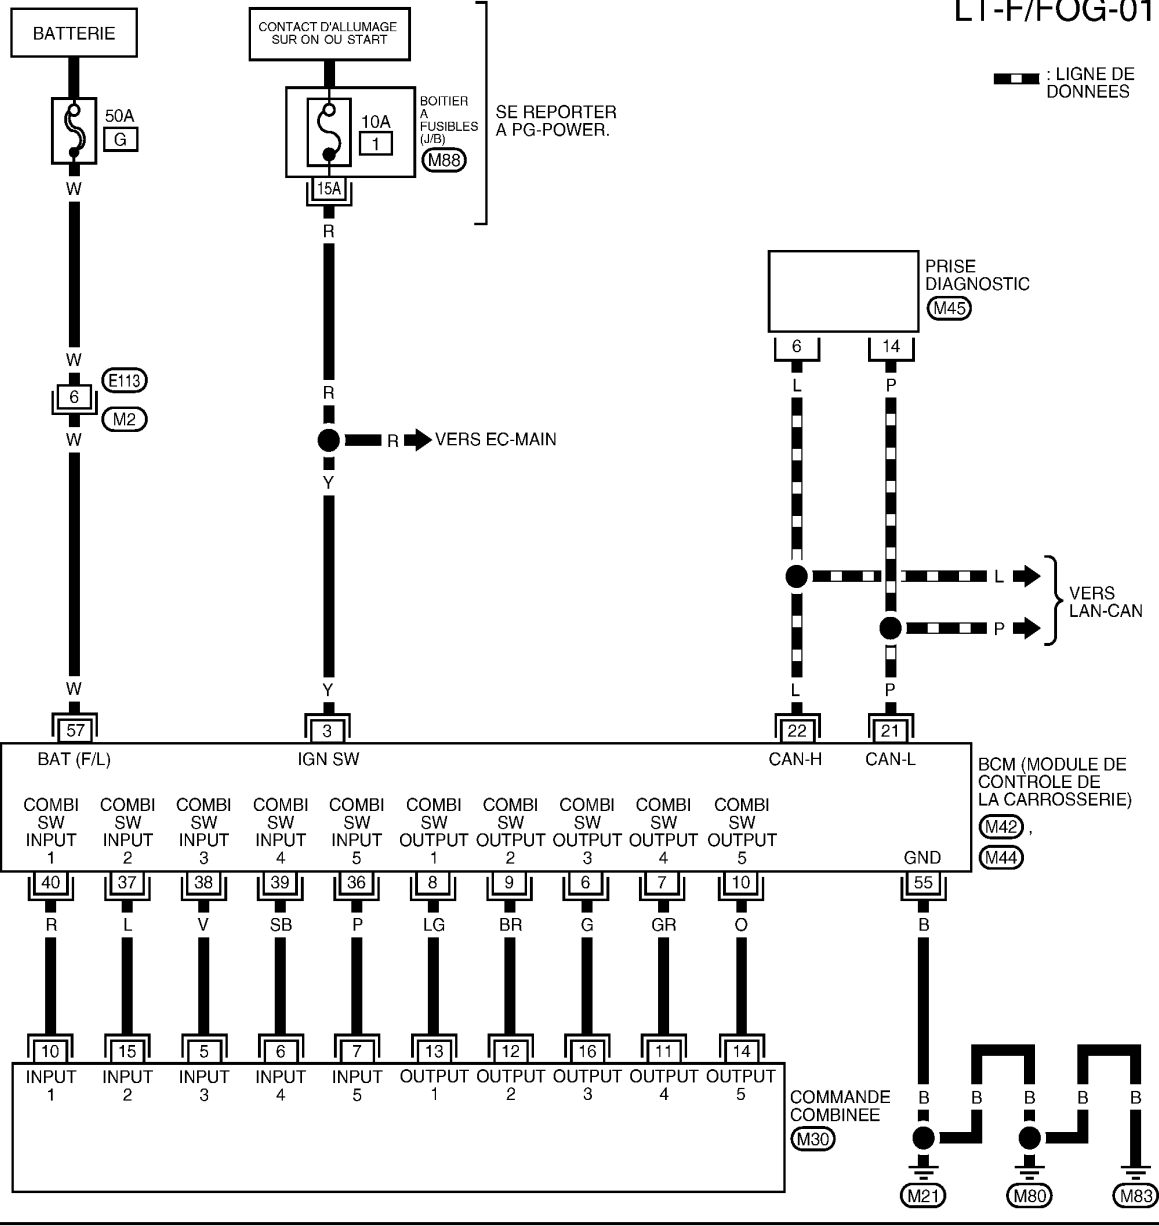 LT-F/FOG-01
BATTERIE
CONTACT D'ALLUMAGE
SUR ON OU START
: LIGNE DE
DONNEES
50A
G
10A
1
BOITIER
A
FUSIBLES
(J/B)
M88
SE REPORTER
A PG-POWER.
15A
W
R
PRISE
DIAGNOSTIC
M45
6
14
W
R
L
P
6
E113
M2
W
R
VERS EC-MAIN
Y
L
P
VERS
LAN-CAN
W
Y
L
P
57
3
22
21
BAT (F/L)
IGN SW
CAN-H
CAN-L
BCM (MODULE DE
CONTROLE DE
LA CARROSSERIE)
M42 ,
M44
COMBI COMBI COMBI COMBI COMBI COMBI COMBI COMBI COMBI COMBI
SW SW SW SW SW SW SW SW SW SW
INPUT INPUT INPUT INPUT INPUT OUTPUT OUTPUT OUTPUT OUTPUT OUTPUT
1 2 3 4 5 1 2 3 4 5
GND
40 37 38 39 36 8 9 6 7 10 55
R L V SB P LG BR G GR O B
10 15 5 6 7 13 12 16 11 14
INPUT INPUT INPUT INPUT INPUT OUTPUT OUTPUT OUTPUT OUTPUT OUTPUT
1 2 3 4 5 1 2 3 4 5
COMMANDE
COMBINEE
M30
B B B B B
M21 M80 M83